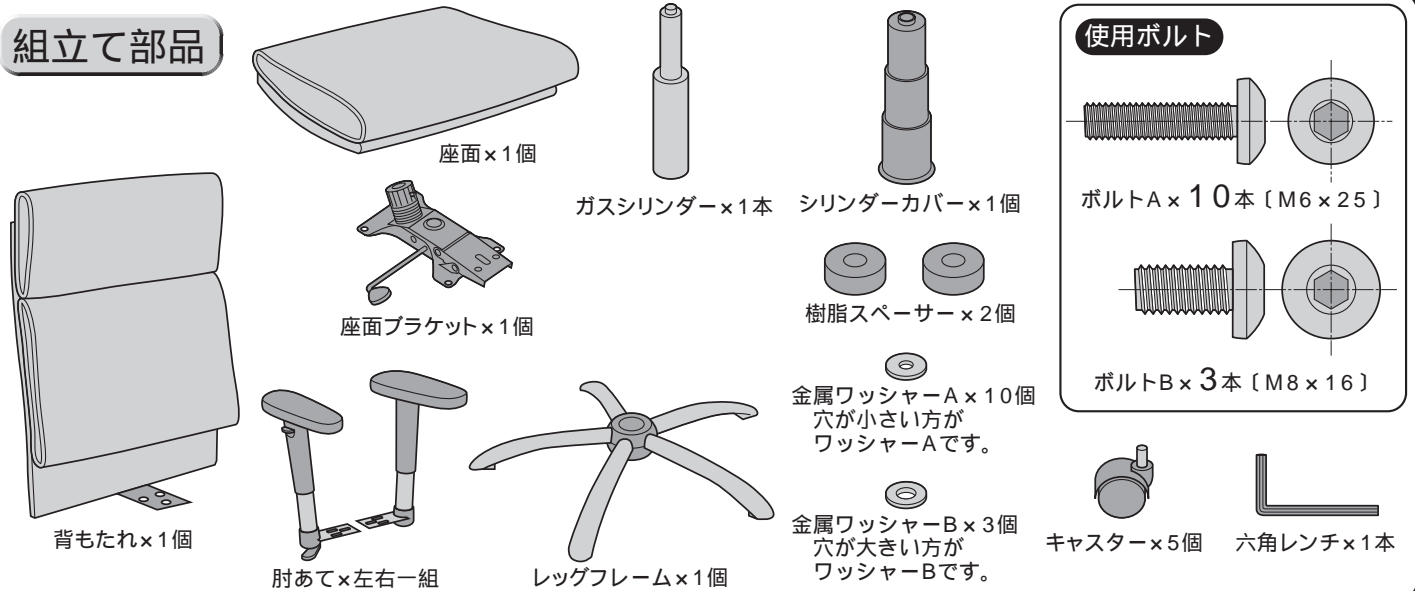 組立て部品
座面×1個
ガスシリンダー×1本
シリンダーカバー×1個
使用ボルト
ボルトA×10本〔M6×25〕
ボルトB×3本〔M8×16〕
座面ブラケット×1個
樹脂スペーサー×2個
金属ワッシャーA×10個
穴が小さい方が
ワッシャーAです。
金属ワッシャーB×3個
穴が大きい方が
ワッシャーBです。
背もたれ×1個
肘あて×左右一組
レッグフレーム×1個
キャスター×5個
六角レンチ×1本